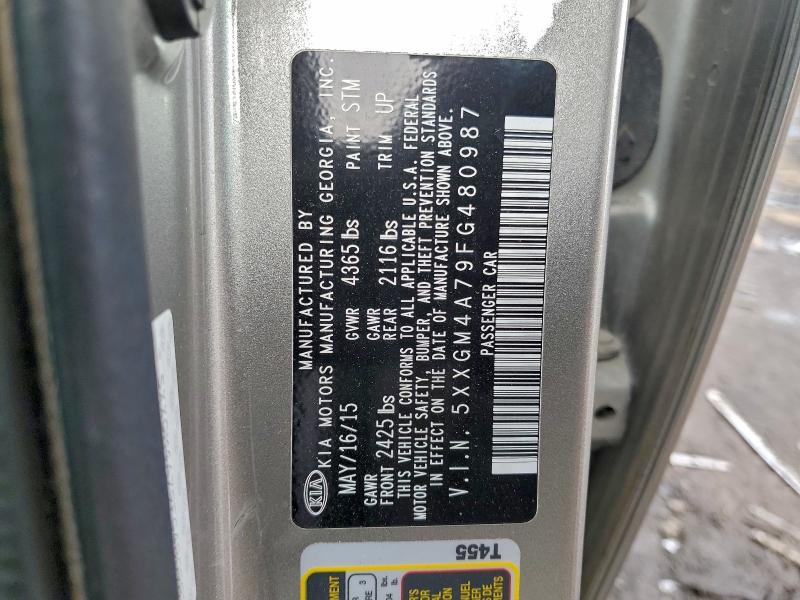 KIA
MANUFACTURED BY
KIA MOTORS MANUFACTURING GEORGIA, INC.
MAY/16/15 GVWR 4365 lbs PAINT STM
GAWR FRONT 2425 lbs GAWR REAR 2116 lbs TRIM UP
THIS VEHICLE CONFORMS TO ALL APPLICABLE U.S.A. FEDERAL
MOTOR VEHICLE SAFETY, BUMPER, AND THEFT PREVENTION STANDARDS
IN EFFECT ON THE DATE OF MANUFACTURE SHOWN ABOVE.
V.I.N. 5XXGM4A79FG480987
PASSENGER CAR
T455